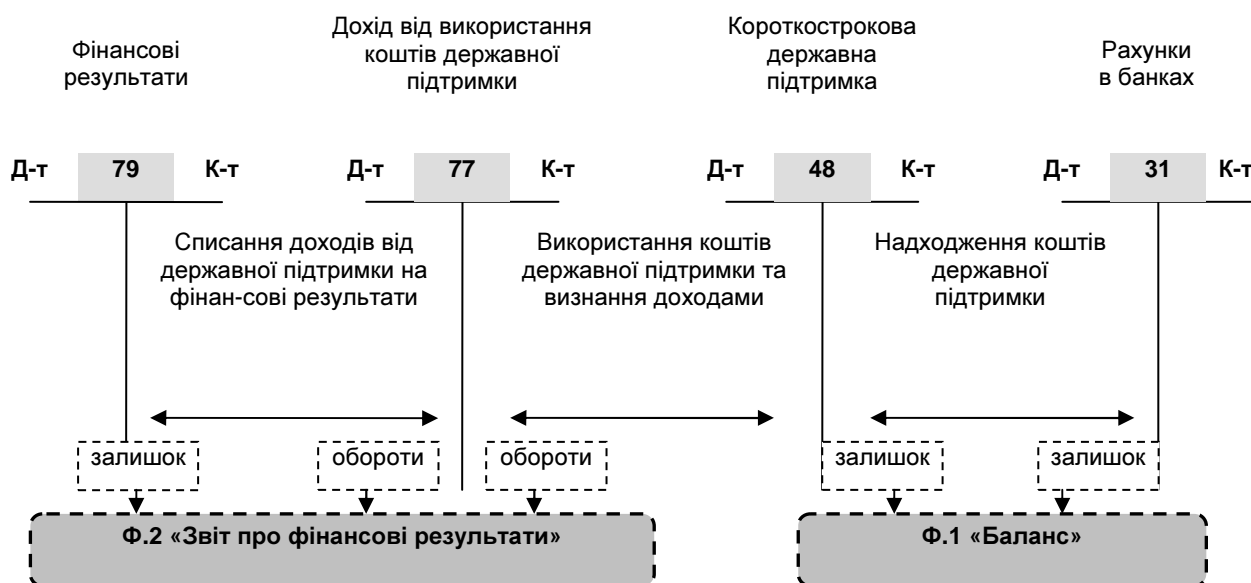 Фінансові
результати
Дохід від використання
коштів державної
підтримки
Короткострокова
державна
підтримка
Рахунки
в банках
Д-т 79 К-т
Д-т 77 К-т
Д-т 48 К-т
Д-т 31 К-т
Списання доходів від
державної підтримки на
фінан-сові результати
Використання коштів
державної підтримки та
визнання доходами
Надходження коштів
державної
підтримки
залишок
обороти
обороти
залишок
залишок
Ф.2 «Звіт про фінансові результати»
Ф.1 «Баланс»